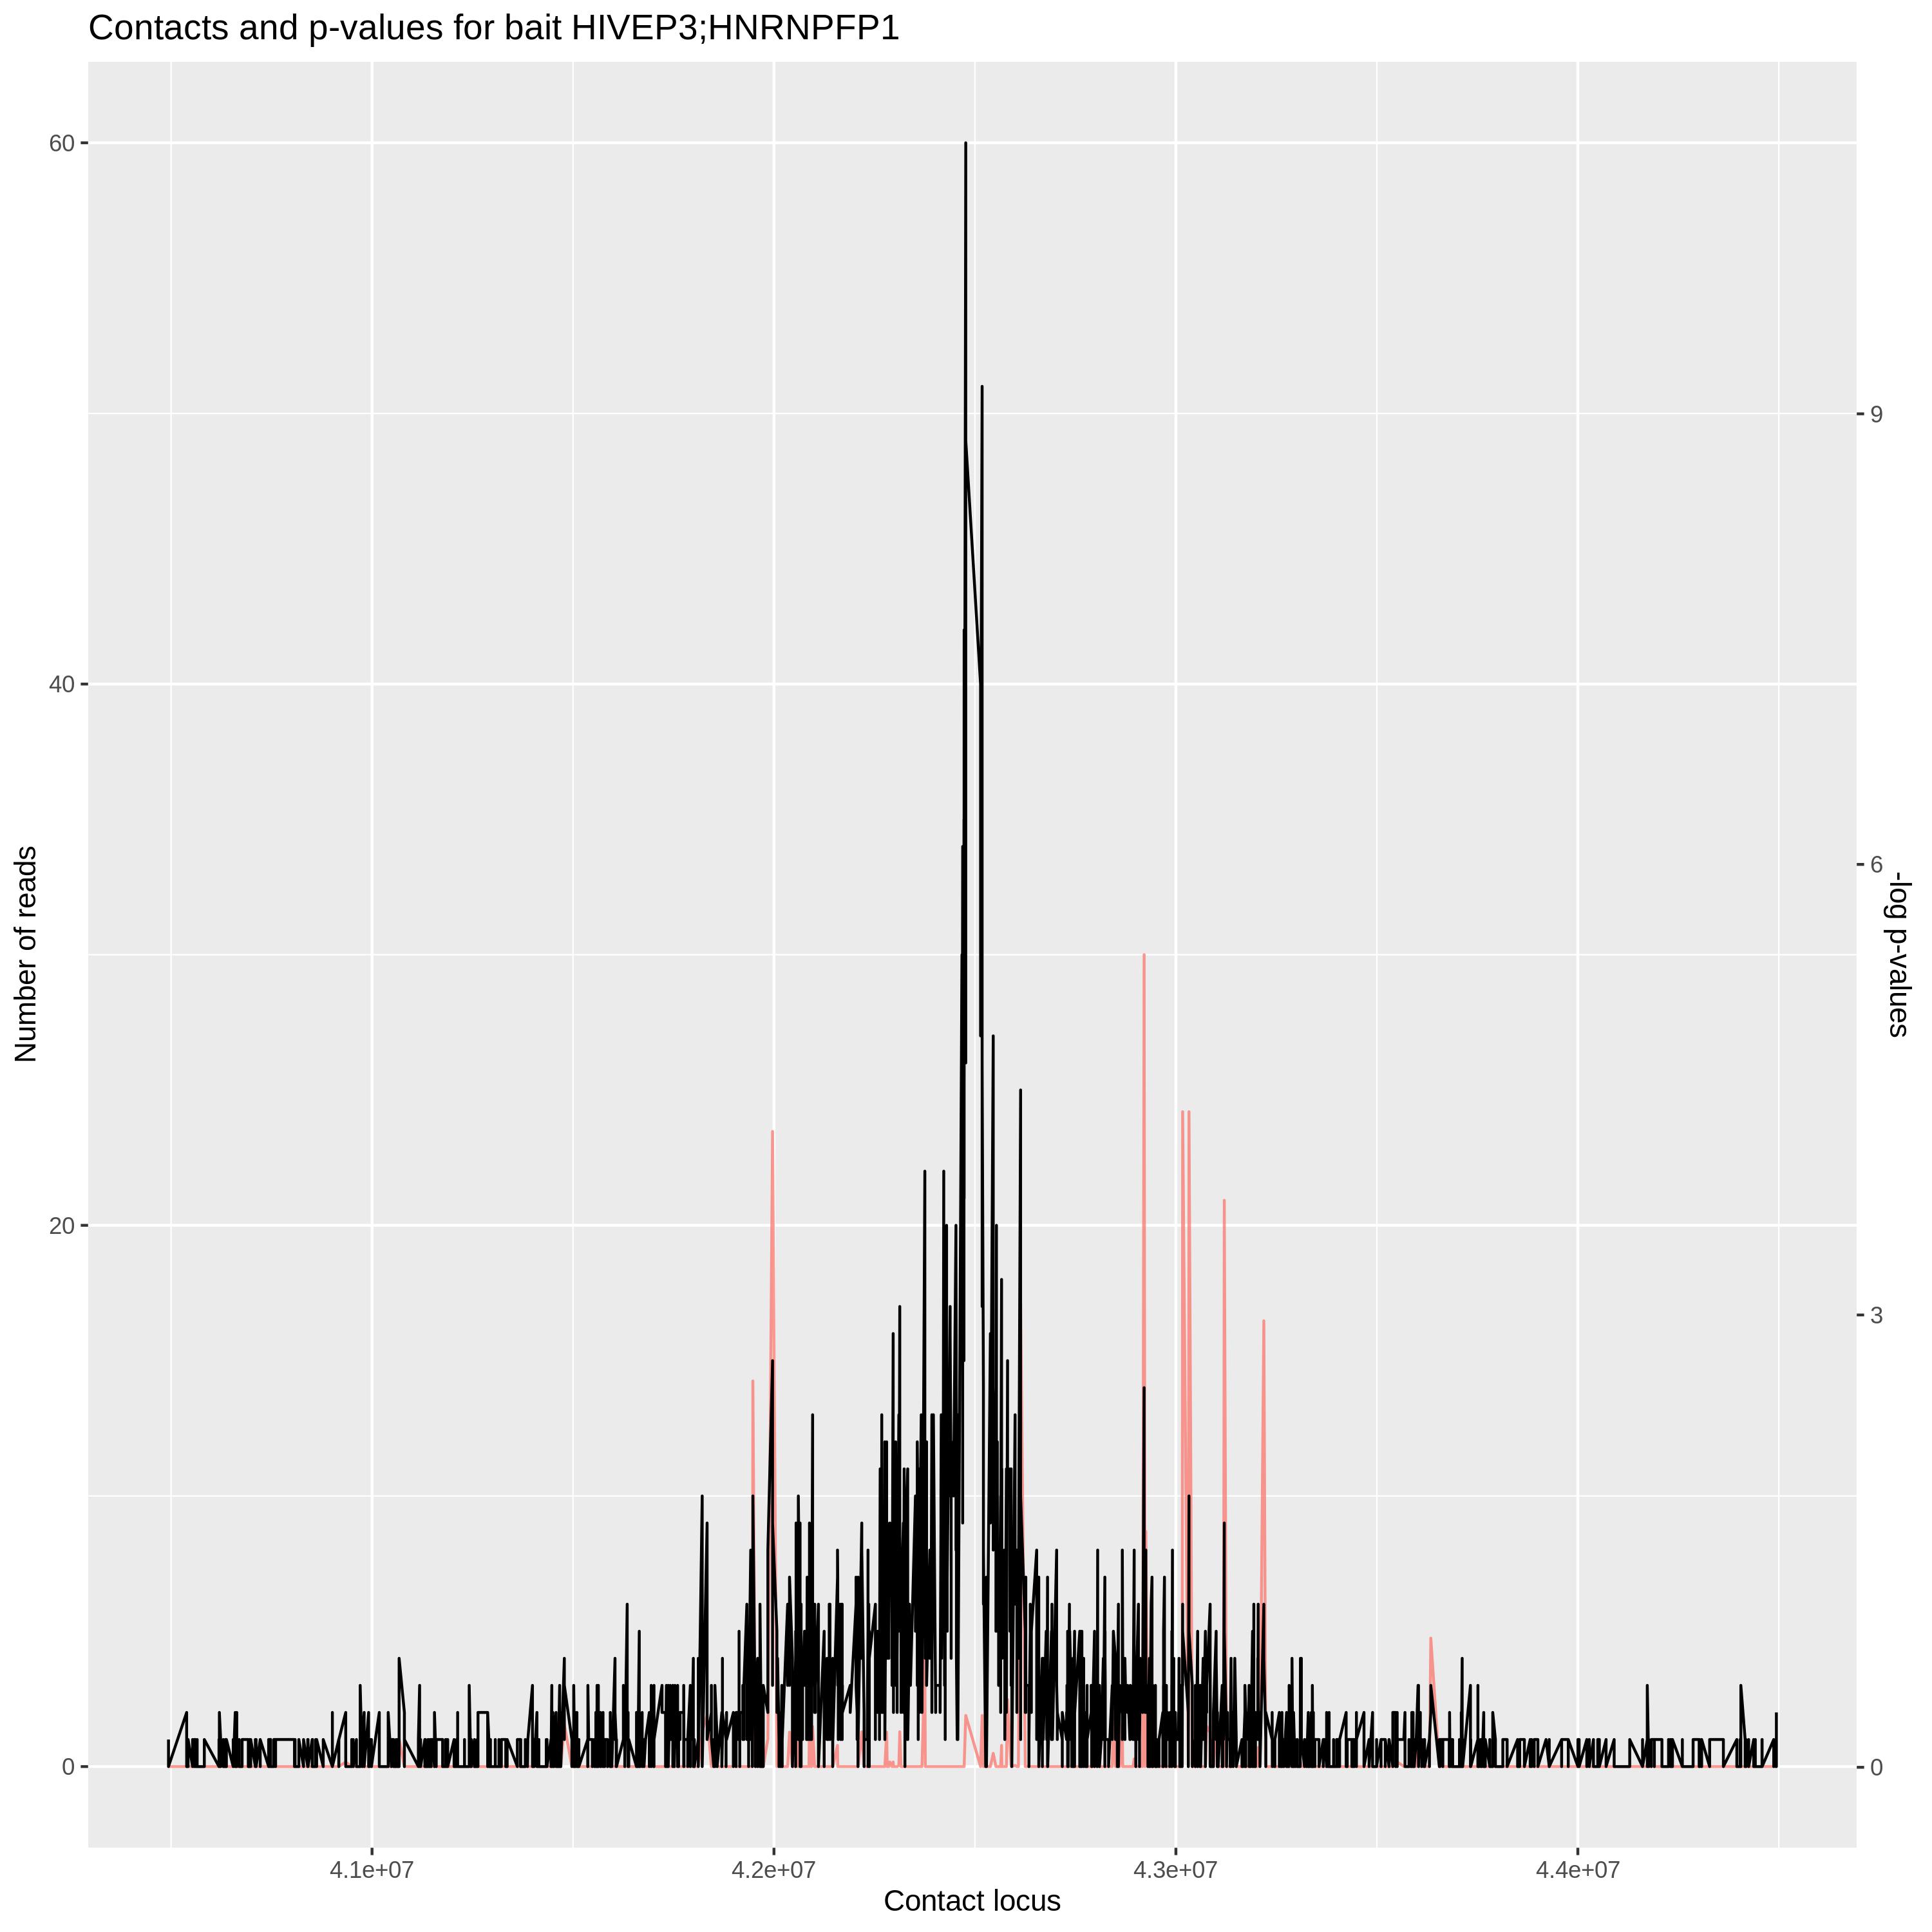 Contacts and p-values for bait HIVEP3;HNRNPFP1
60
40
20
0
Number of reads
9
6
3
0
-log p-values
4.1e+07
4.2e+07
4.3e+07
4.4e+07
Contact locus